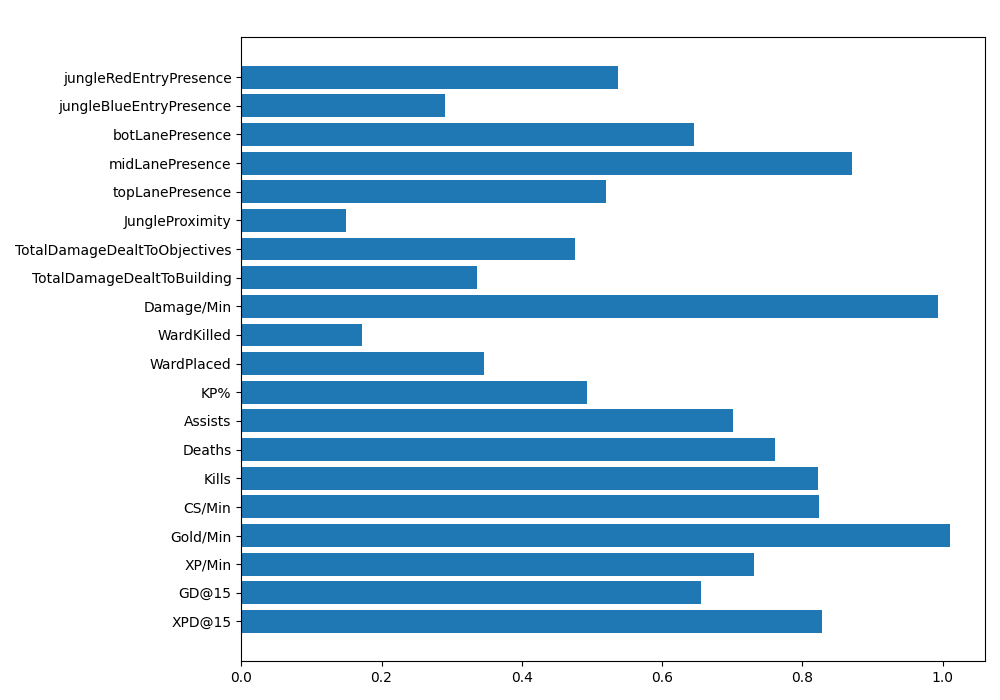 jungleRedEntryPresence
jungleBlueEntryPresence
botLanePresence
midLanePresence
topLanePresence
JungleProximity
TotalDamageDealtToObjectives
TotalDamageDealtToBuilding
Damage/Min
WardKilled
WardPlaced
KP%
Assists
Deaths
Kills
CS/Min
Gold/Min
XP/Min
GD@15
XPD@15
0.0 0.2 0.4 0.6 0.8 1.0